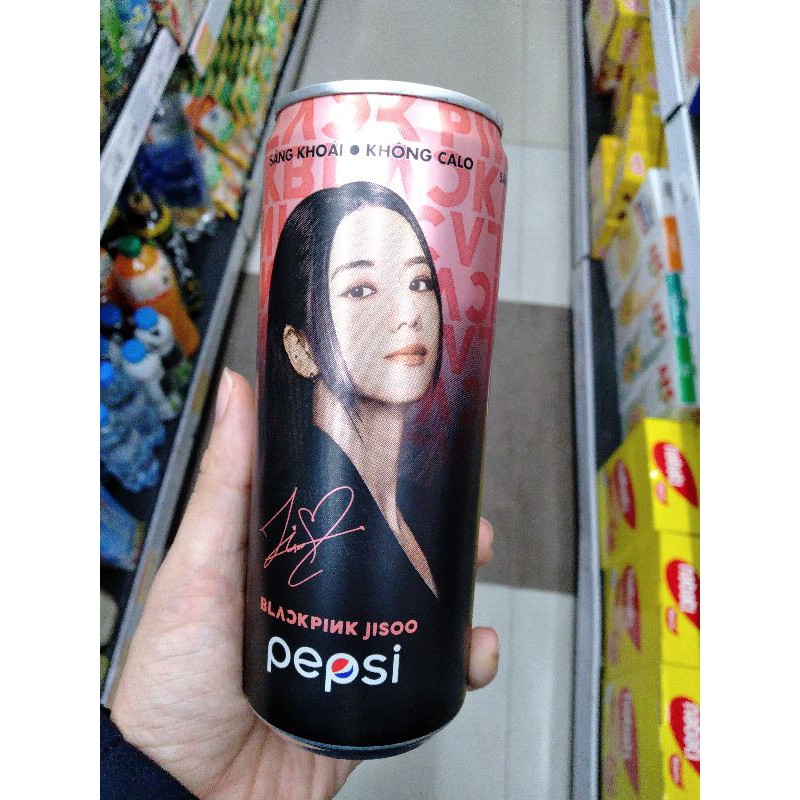 SẢNG KHOÁI ● KHÔNG CALO
BLACKPINK JISOO
pepsi